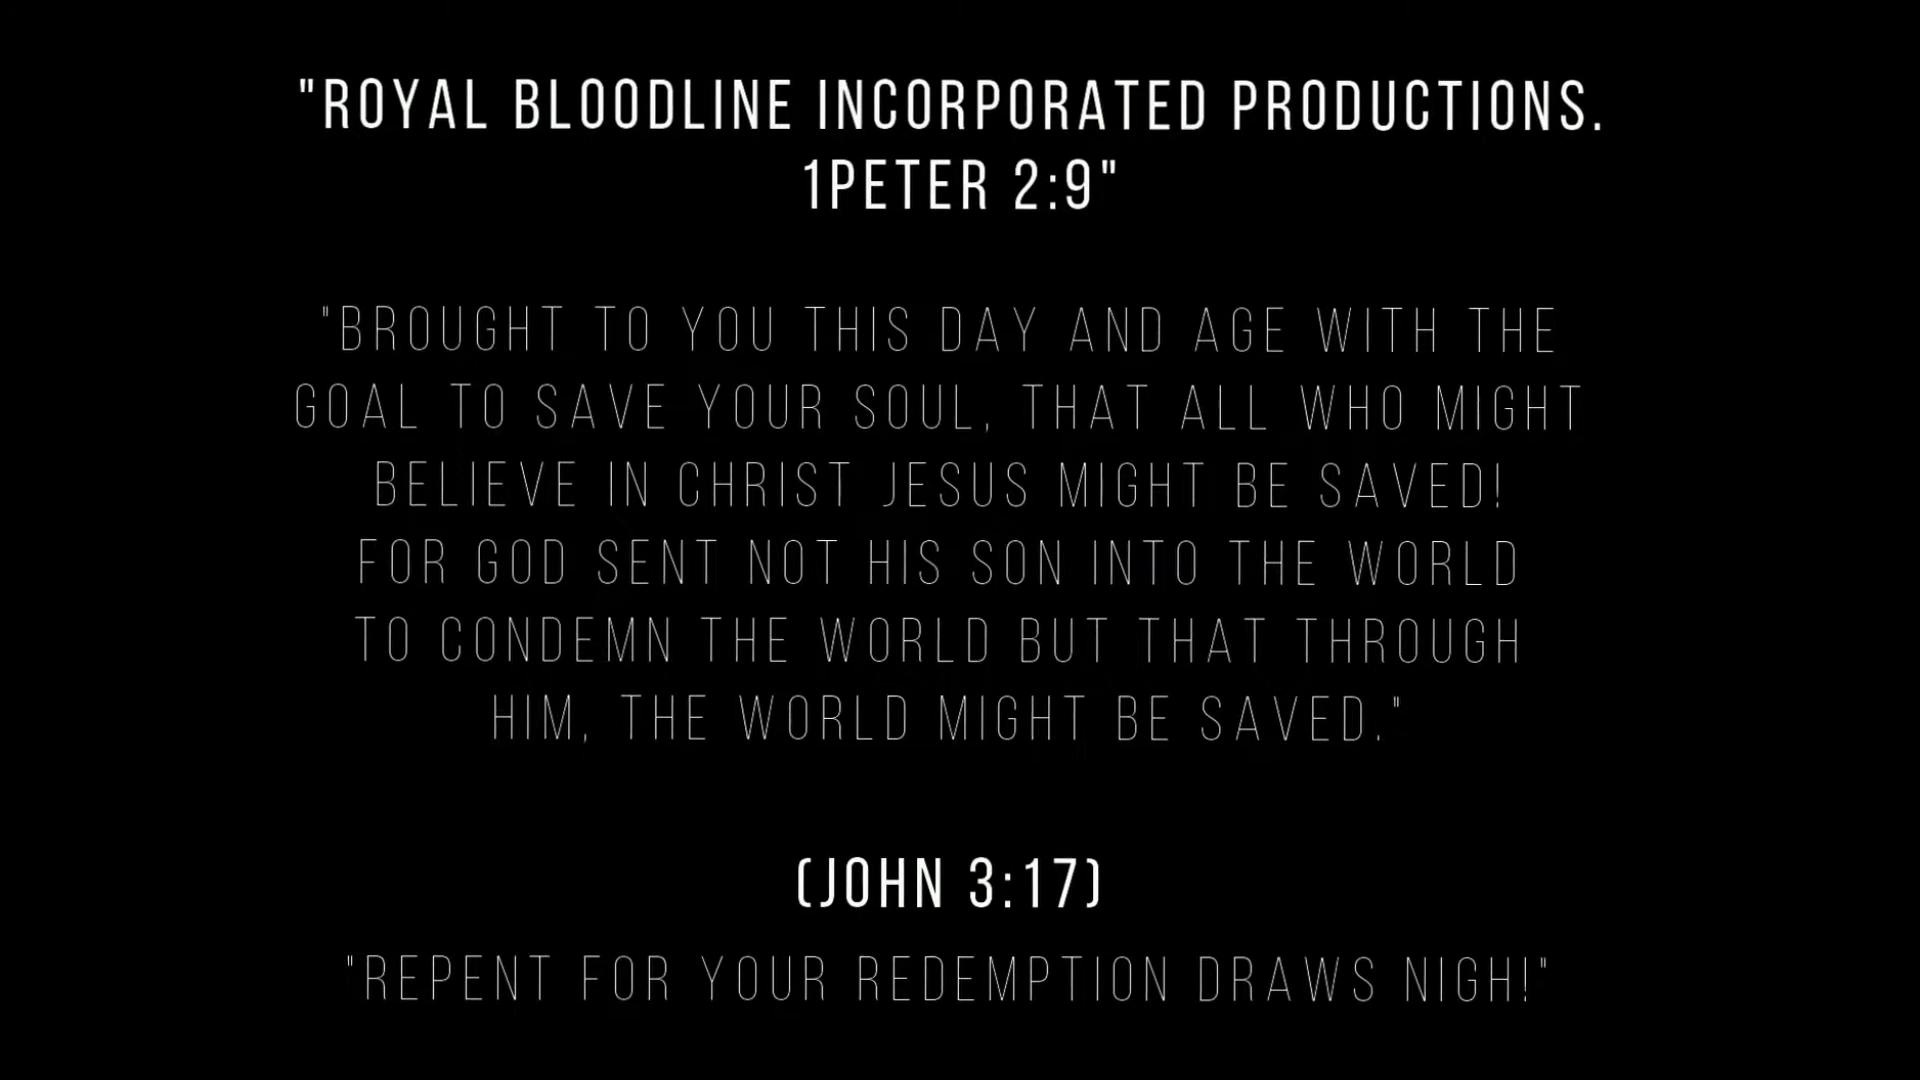 "ROYAL BLOODLINE INCORPORATED PRODUCTIONS.
1PETER 2:9"
"BROUGHT TO YOU THIS DAY AND AGE WITH THE
GOAL TO SAVE YOUR SOUL, THAT ALL WHO MIGHT
BELIEVE IN CHRIST JESUS MIGHT BE SAVED!
FOR GOD SENT NOT HIS SON INTO THE WORLD
TO CONDEMN THE WORLD BUT THAT THROUGH
HIM, THE WORLD MIGHT BE SAVED."
(JOHN 3:17)
"REPENT FOR YOUR REDEMPTION DRAWS NIGH!"